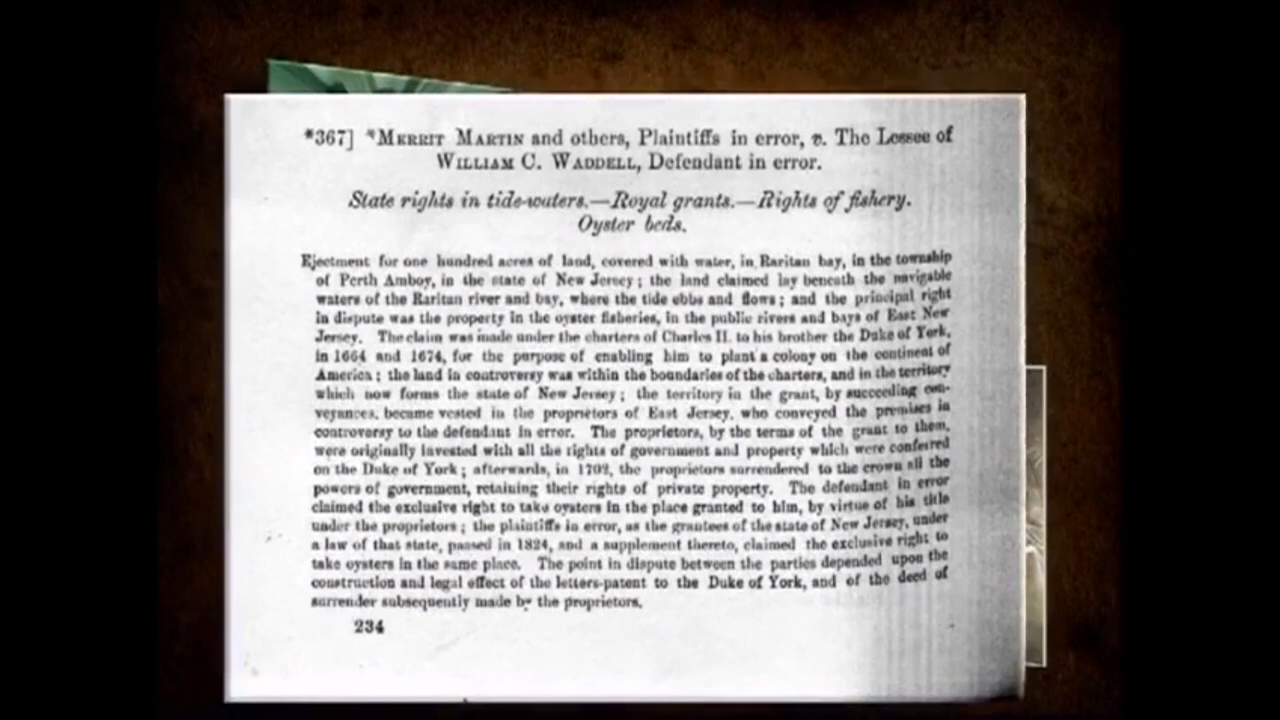 *367] *MERRIT MARTIN and others, Plaintiffs in error, v. The Lessee of
WILLIAM C. WADDELL, Defendant in error.
State rights in tide-waters.—Royal grants.—Rights of fishery.
Oyster beds.
Ejectment for one hundred acres of land, covered with water, in Raritan bay, in the township
of Perth Amboy, in the state of New Jersey; the land claimed lay beneath the navigable
waters of the Raritan river and bay, where the tide ebbs and flows; and the principal right
in dispute was the property in the oyster fisheries, in the public rivers and bays of East New
Jersey. The claim was made under the charters of Charles II. to his brother the Duke of York,
in 1664 and 1674, for the purpose of enabling him to plant a colony on the continent of
America; the land in controversy was within the boundaries of the charters, and in the territory
which now forms the state of New Jersey; the territory in the grant, by succeeding con-
veyances, became vested in the proprietors of East Jersey, who conveyed the premises in
controversy to the defendant in error. The proprietors, by the terms of the grant to them,
were originally invested with all the rights of government and property which were conferred
on the Duke of York; afterwards, in 1702, the proprietors surrendered to the crown all the
powers of government, retaining their rights of private property. The defendant in error
claimed the exclusive right to take oysters in the place granted to him, by virtue of his title
under the proprietors; the plaintiffs in error, as the grantees of the state of New Jersey, under
a law of that state, passed in 1824, and a supplement thereto, claimed the exclusive right to
take oysters in the same place. The point in dispute between the parties depended upon the
construction and legal effect of the letters-patent to the Duke of York, and of the deed of
surrender subsequently made by the proprietors.
234